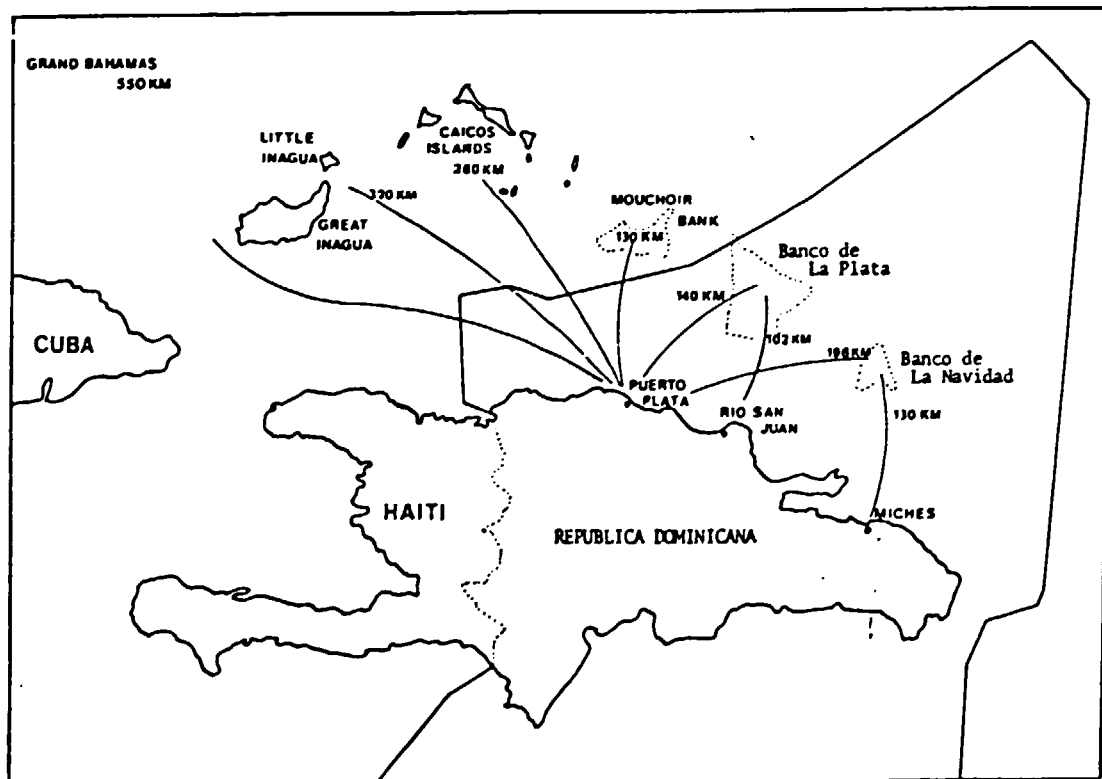 GRAND BAHAMAS
550 KM
LITTLE
INAGUA
CAICOS
ISLANDS
260 KM
320 KM
GREAT
INAGUA
MOUCHOIR
BANK
130 KM
Banco de
La Plata
140 KM
102 KM
CUBA
196 KM
Banco de
La Navidad
PUERTO
PLATA
RIO SAN
JUAN
130 KM
HAITI
MICHES
REPUBLICA DOMINICANA